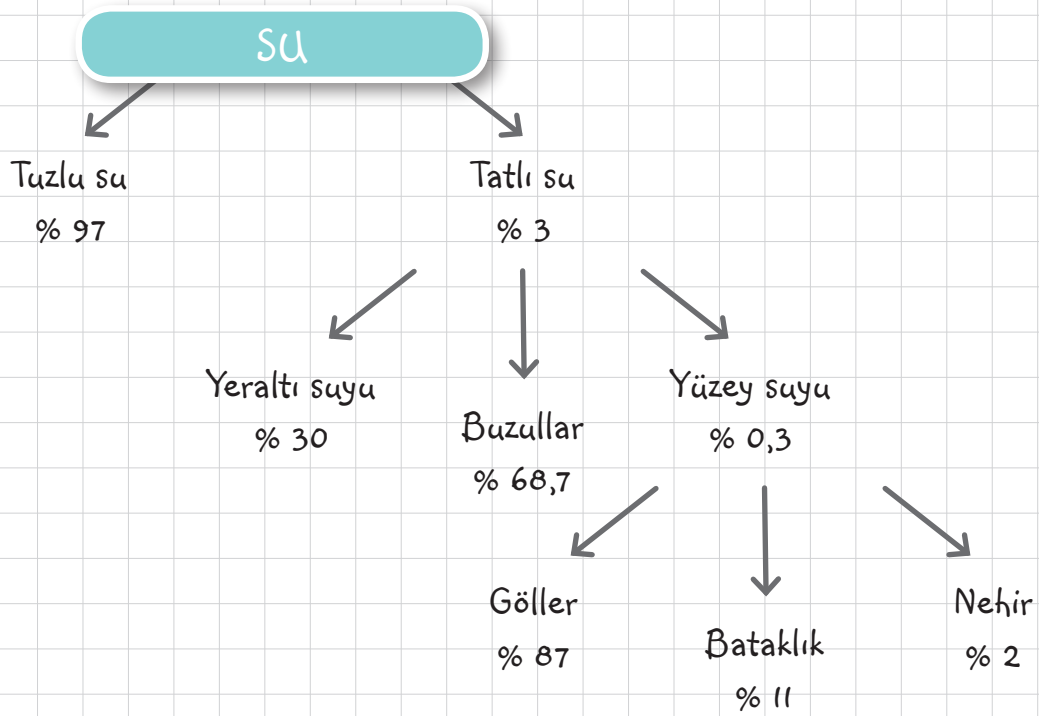 SU
Tuzlu su
% 97
Tatlı su
% 3
Yeraltı suyu
% 30
Buzullar
% 68,7
Yüzey suyu
% 0,3
Göller
% 87
Bataklık
% 11
Nehir
% 2